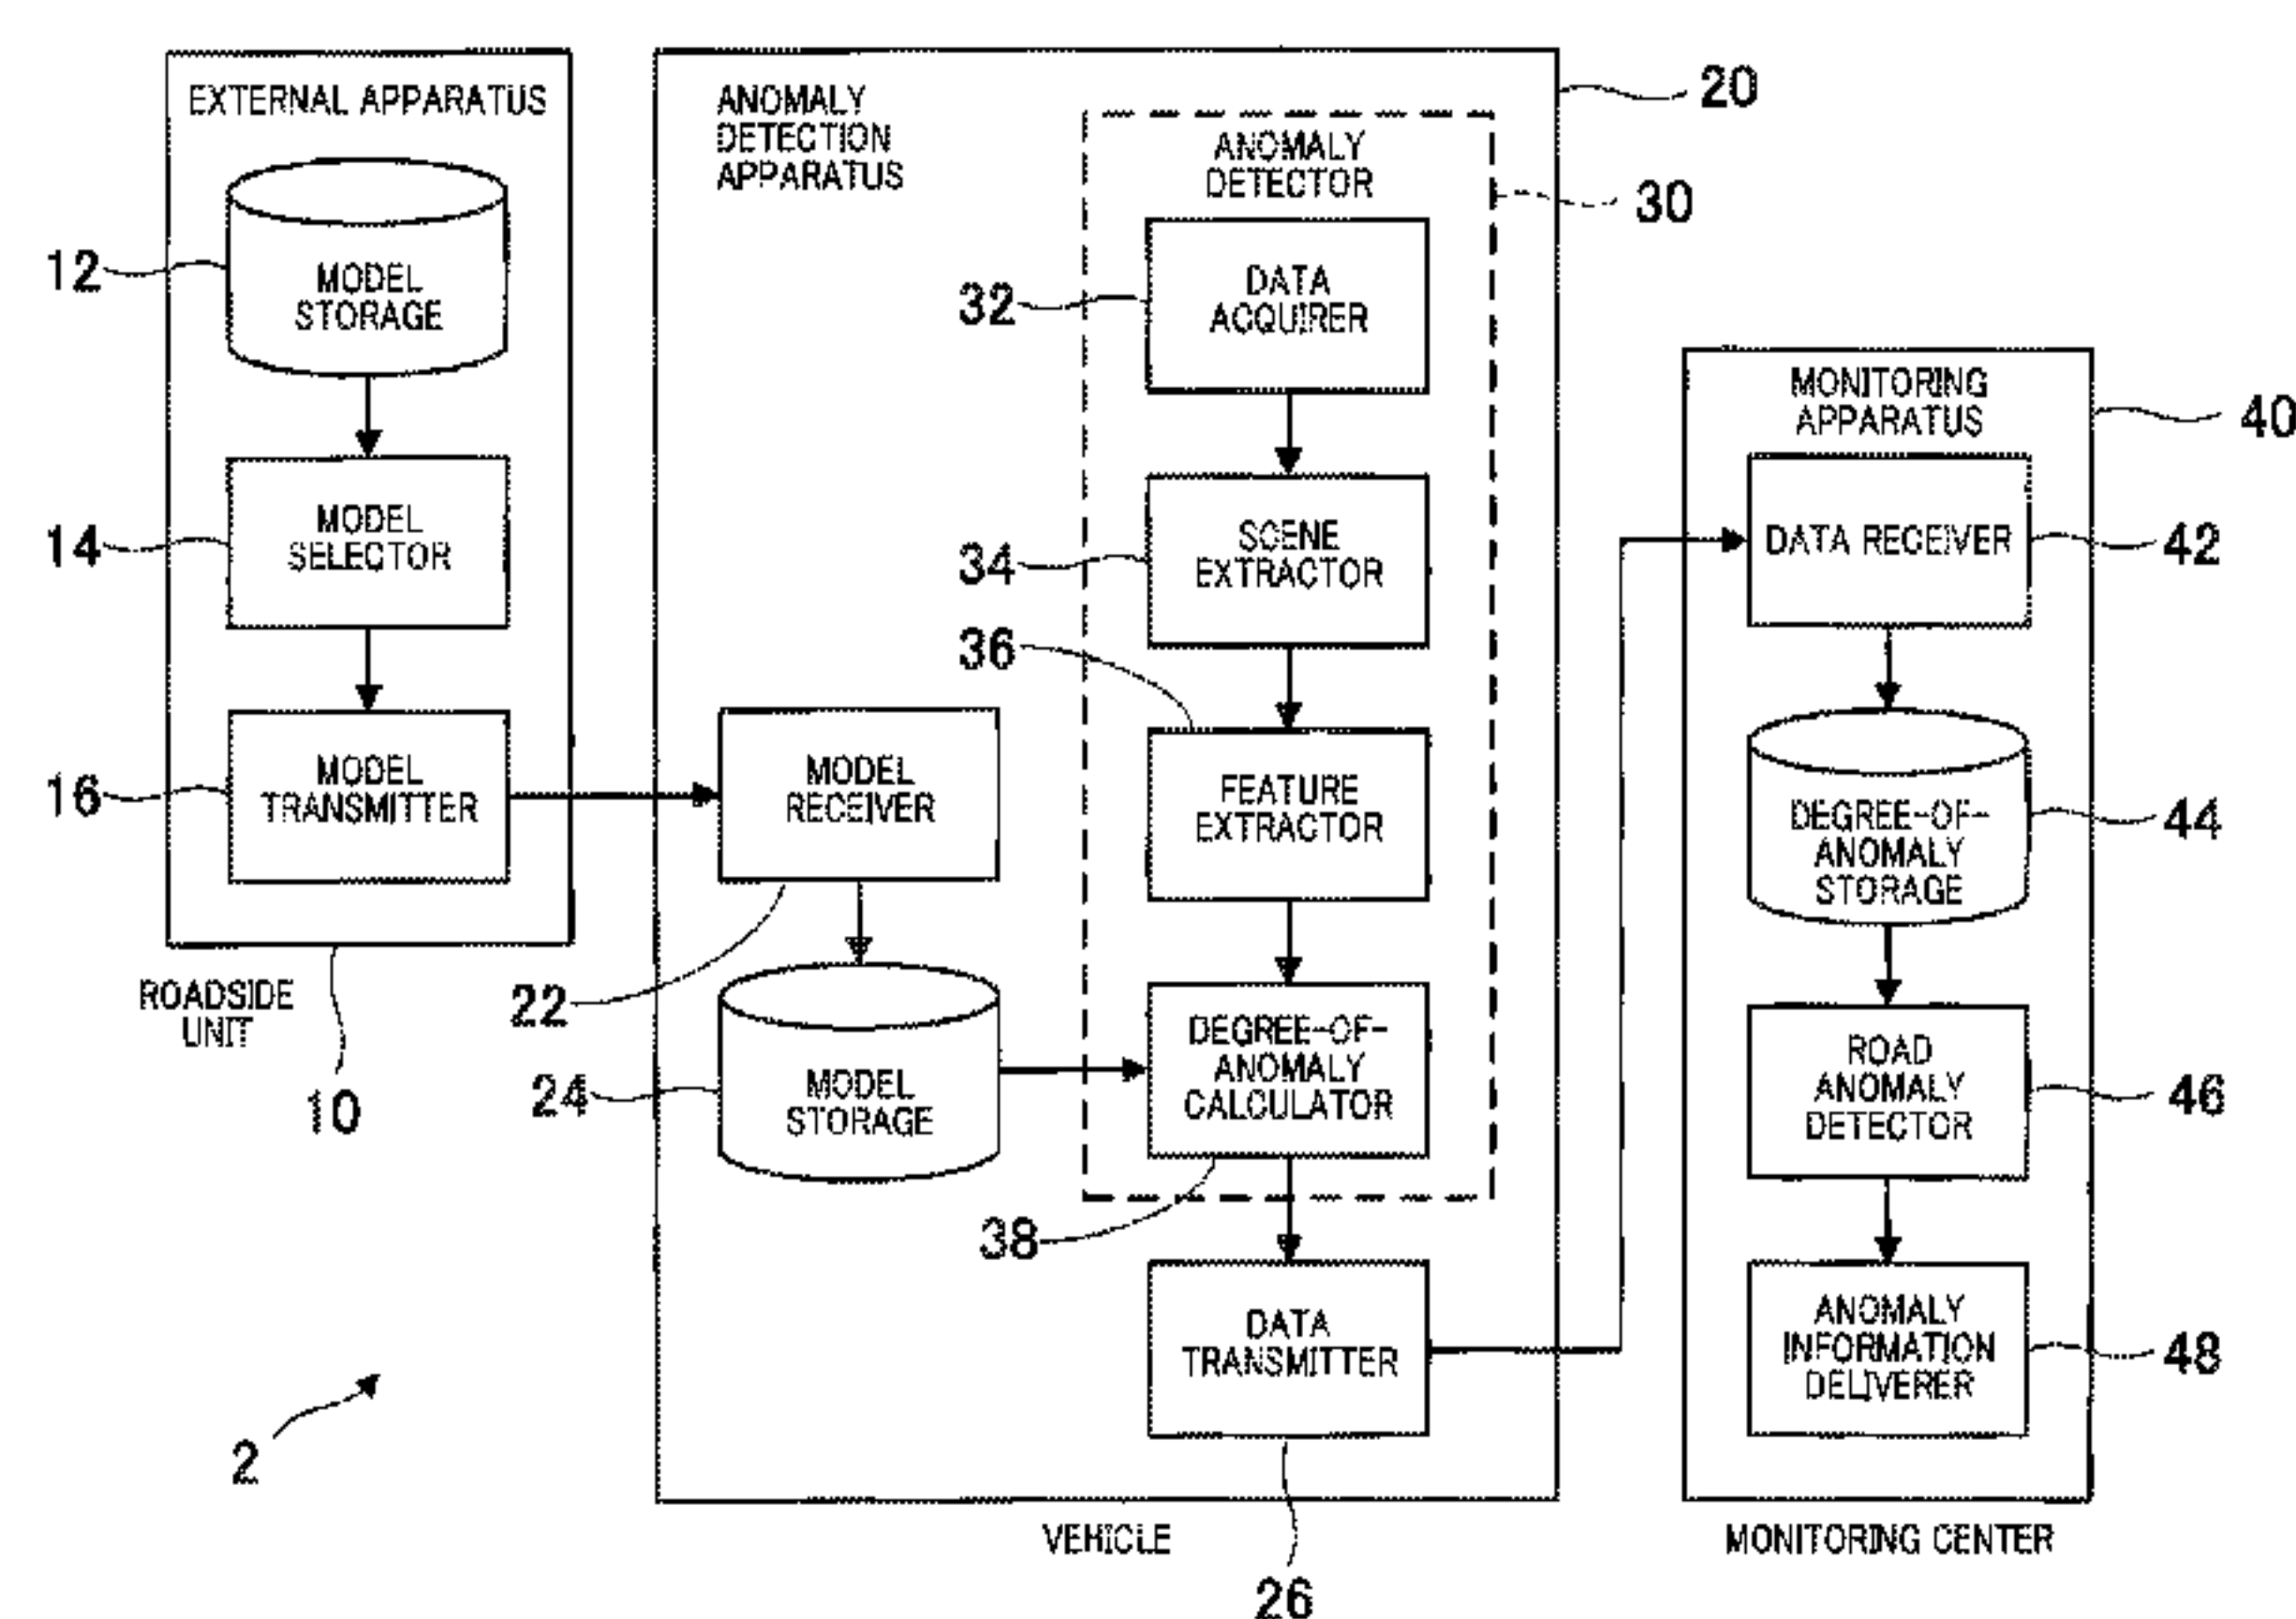 EXTERNAL APPARATUS
12
MODEL
STORAGE
14
MODEL
SELECTOR
16
MODEL
TRANSMITTER
ROADSIDE
UNIT
10
2
ANOMALY
DETECTION
APPARATUS
20
ANOMALY
DETECTOR
30
32
DATA
ACQUIRER
34
SCENE
EXTRACTOR
36
FEATURE
EXTRACTOR
MODEL
RECEIVER
22
24
MODEL
STORAGE
DEGREE-OF-
ANOMALY
CALCULATOR
38
DATA
TRANSMITTER
26
VEHICLE
MONITORING
APPARATUS
40
DATA RECEIVER
42
DEGREE-OF-
ANOMALY
STORAGE
44
ROAD
ANOMALY
DETECTOR
46
ANOMALY
INFORMATION
DELIVERER
48
MONITORING CENTER